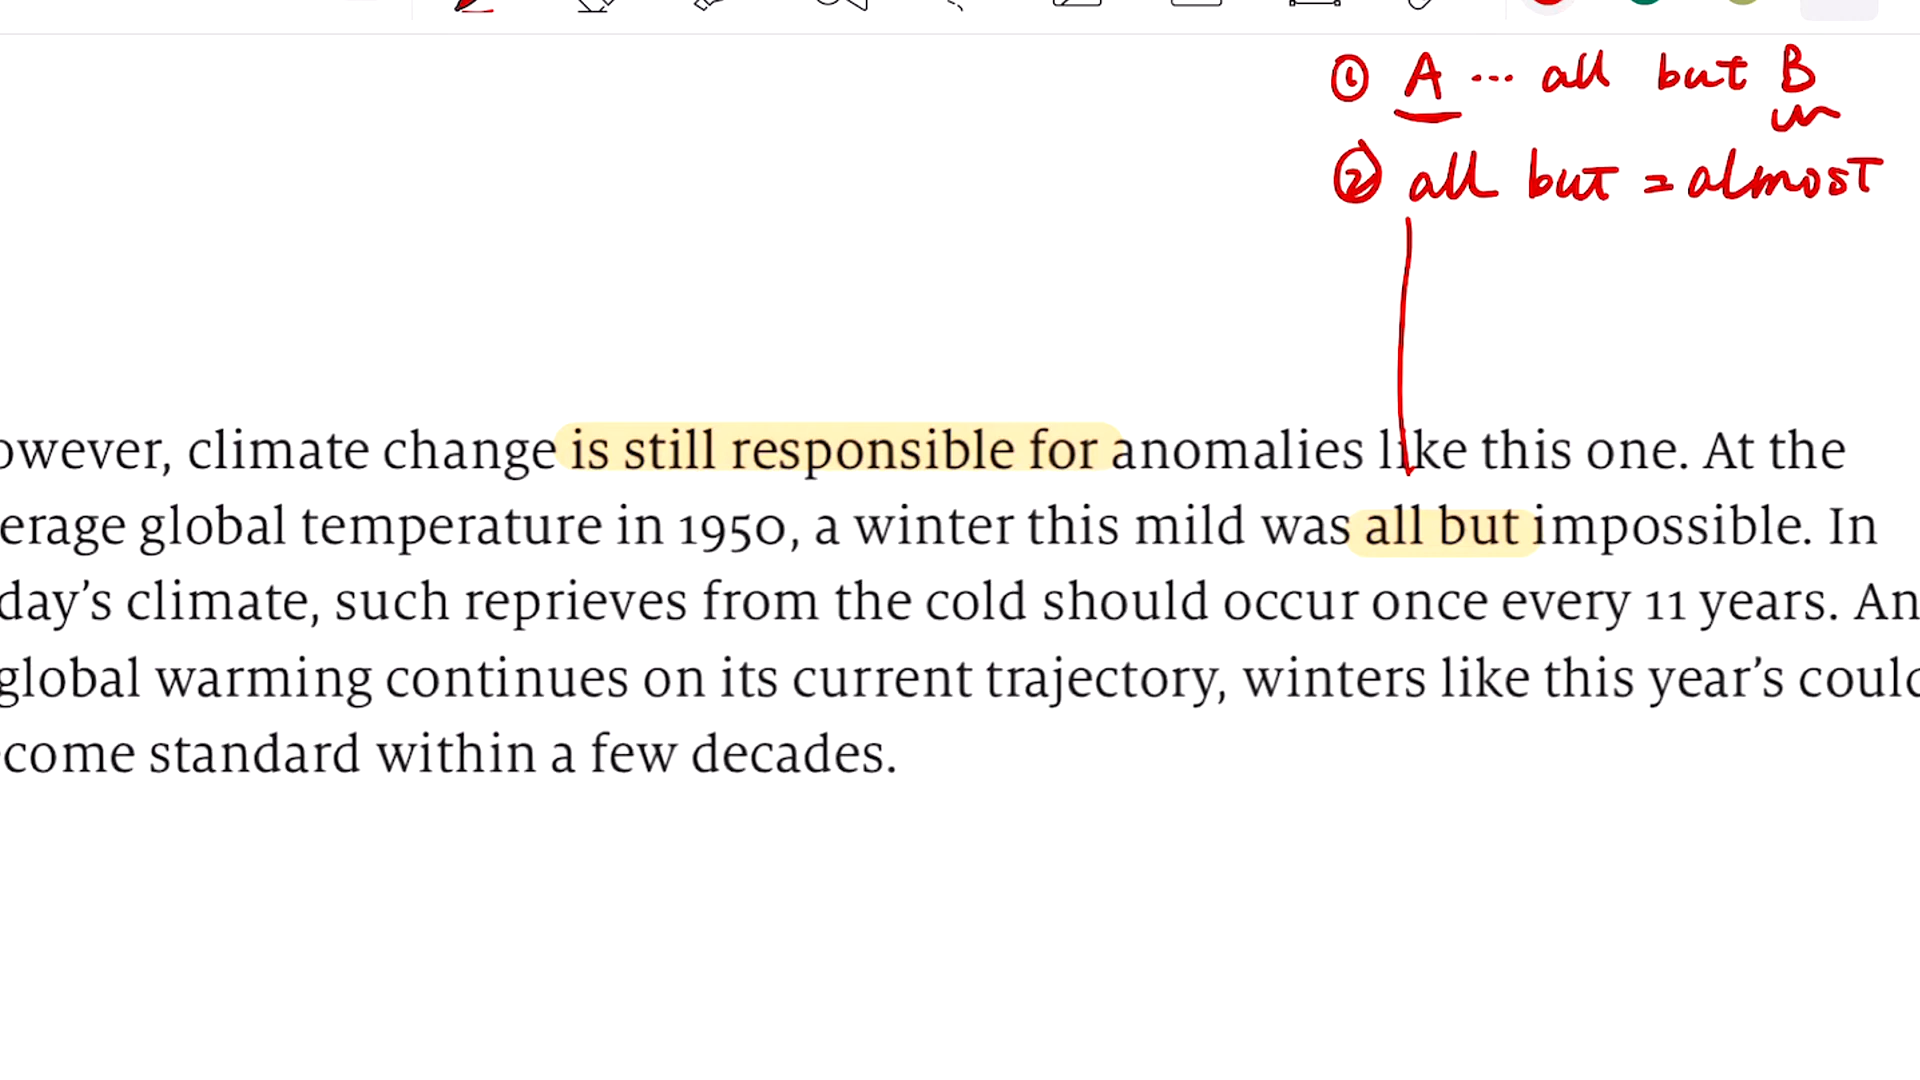 ① A ... all but B
② all but = almost
owever, climate change is still responsible for anomalies like this one. At the
erage global temperature in 1950, a winter this mild was all but impossible. In
day’s climate, such reprieves from the cold should occur once every 11 years. An
global warming continues on its current trajectory, winters like this year’s could
come standard within a few decades.